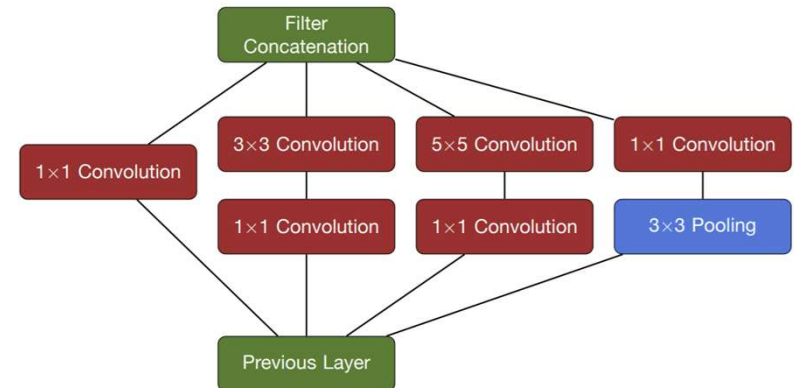 Filter
Concatenation
3×3 Convolution
5×5 Convolution
1×1 Convolution
1×1 Convolution
1×1 Convolution
1×1 Convolution
3×3 Pooling
Previous Layer